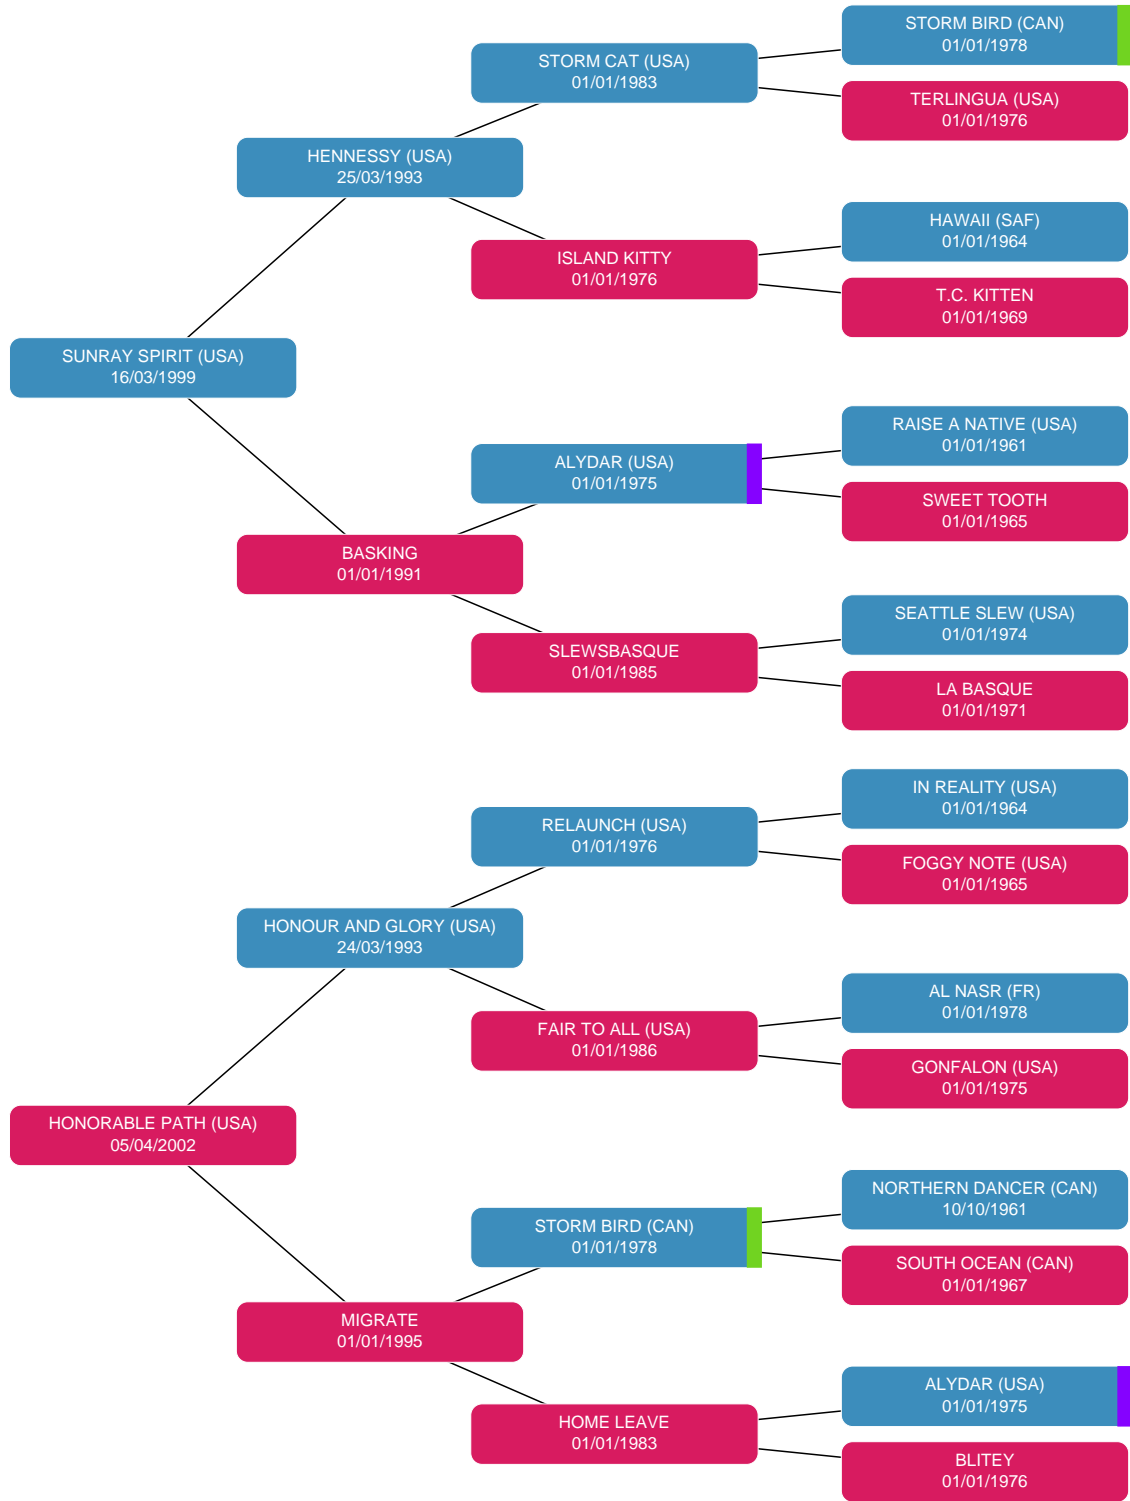 STORM BIRD (CAN)
01/01/1978
STORM CAT (USA)
01/01/1983
TERLINGUA (USA)
01/01/1976
HENNESSY (USA)
25/03/1993
HAWAII (SAF)
01/01/1964
ISLAND KITTY
01/01/1976
T.C. KITTEN
01/01/1969
SUNRAY SPIRIT (USA)
16/03/1999
RAISE A NATIVE (USA)
01/01/1961
ALYDAR (USA)
01/01/1975
SWEET TOOTH
01/01/1965
BASKING
01/01/1991
SEATTLE SLEW (USA)
01/01/1974
SLEWSBASQUE
01/01/1985
LA BASQUE
01/01/1971
IN REALITY (USA)
01/01/1964
RELAUNCH (USA)
01/01/1976
FOGGY NOTE (USA)
01/01/1965
HONOUR AND GLORY (USA)
24/03/1993
AL NASR (FR)
01/01/1978
FAIR TO ALL (USA)
01/01/1986
GONFALON (USA)
01/01/1975
HONORABLE PATH (USA)
05/04/2002
NORTHERN DANCER (CAN)
10/10/1961
STORM BIRD (CAN)
01/01/1978
SOUTH OCEAN (CAN)
01/01/1967
MIGRATE
01/01/1995
ALYDAR (USA)
01/01/1975
HOME LEAVE
01/01/1983
BLITEY
01/01/1976